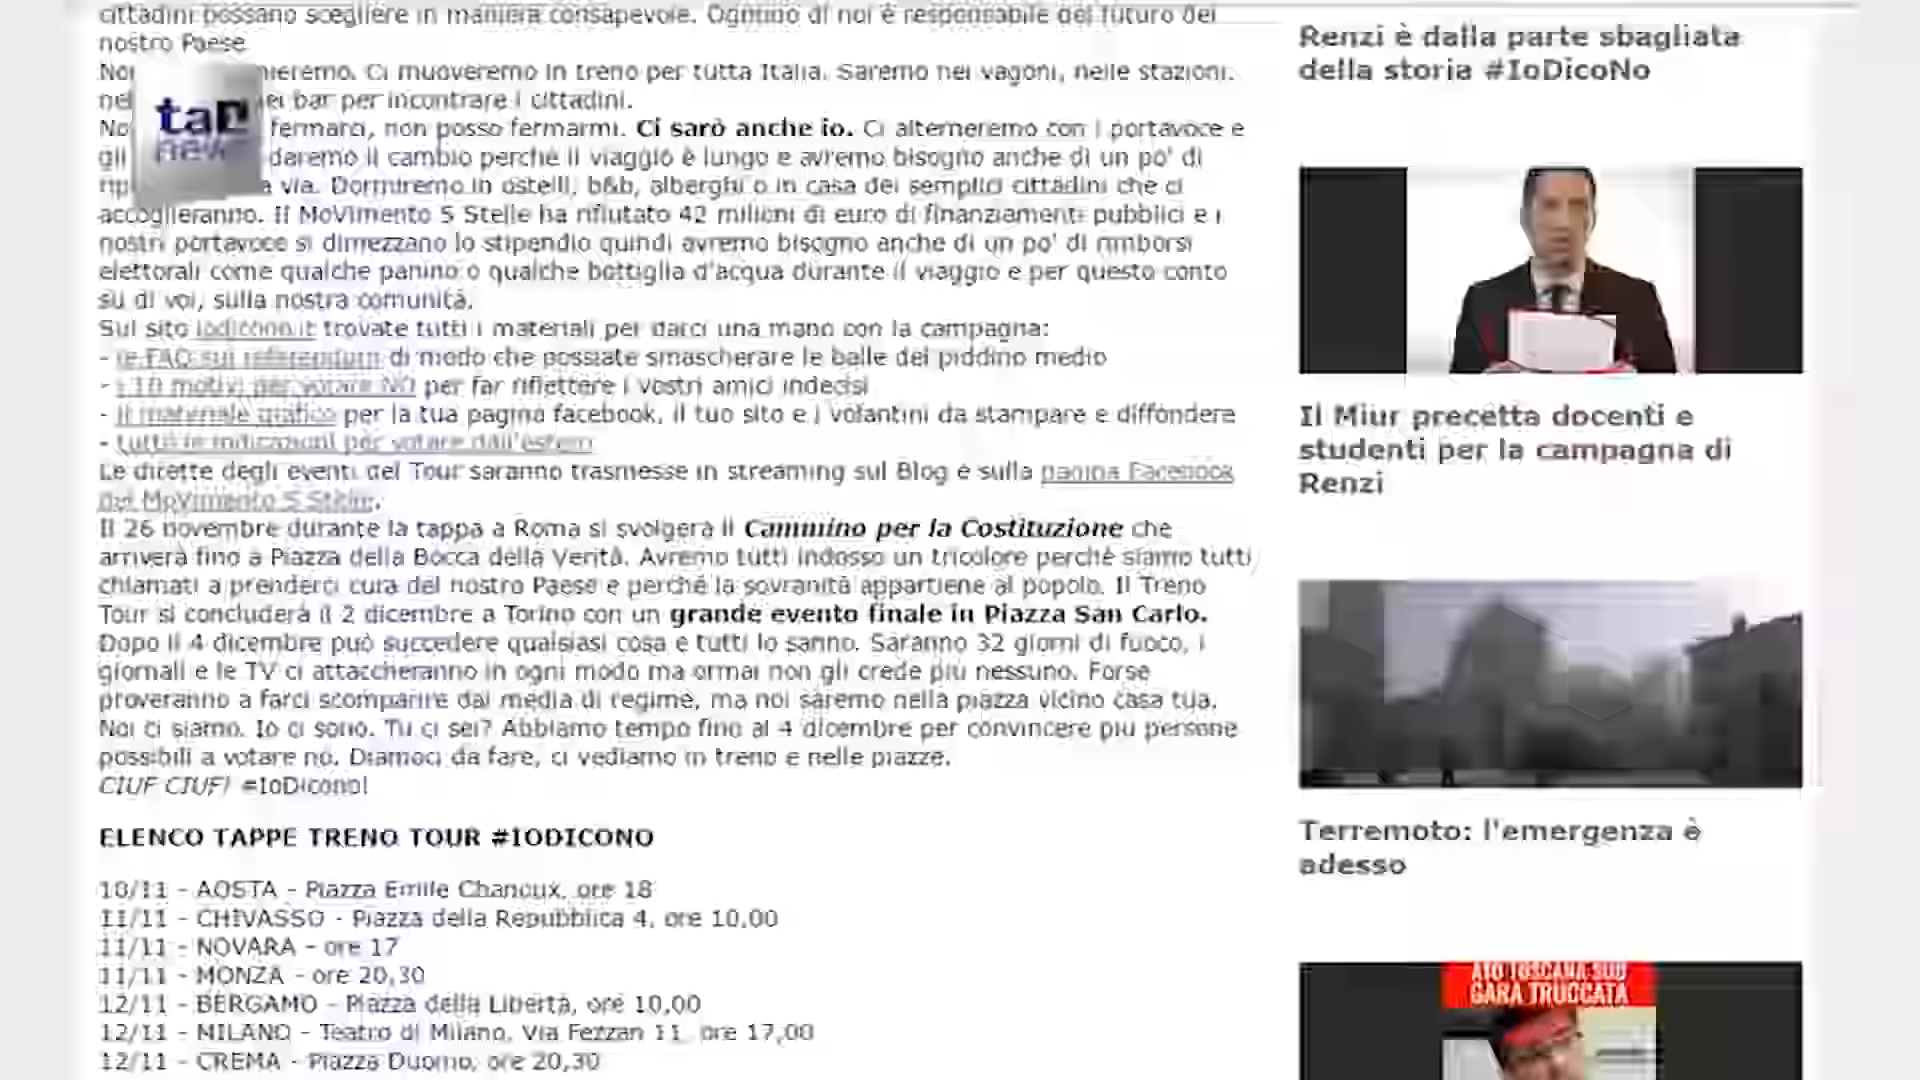 cittadini possano scegliere in maniera consapevole. Ognuno di noi è responsabile del futuro del
nostro Paese
ci muoveremo in treno per tutta Italia. Saremo nei vagoni, nelle stazioni,
nei bar per incontrare i cittadini.
fermarci, non posso fermarmi. Ci sarò anche io. Ci alterneremo con i portavoce e
gli daremo il cambio perché il viaggio è lungo e avremo bisogno anche di un po' di
via. Dormiremo in ostelli, b&b, alberghi o in casa dei semplici cittadini che ci
accoglieranno. Il MoVimento 5 Stelle ha rifiutato 42 milioni di euro di finanziamenti pubblici e i
nostri portavoce si dimezzano lo stipendio quindi avremo bisogno anche di un po' di rimborsi
elettorali come qualche panino o qualche bottiglia d'acqua durante il viaggio e per questo conto
su di voi, sulla nostra comunità.
Sul sito iodicono.it trovate tutti i materiali per darci una mano con la campagna:
- le FAQ sul referendum di modo che possiate smascherare le balle del piddino medio
- i 10 motivi per votare NO per far riflettere i vostri amici indecisi
- il materiale grafico per la tua pagina facebook, il tuo sito e i volantini da stampare e diffondere
- tutte le indicazioni per votare dall'estero
Le dirette degli eventi del Tour saranno trasmesse in streaming sul Blog e sulla pagina Facebook
del MoVimento 5 Stelle.
Il 26 novembre durante la tappa a Roma si svolgerà il Cammino per la Costituzione che
arriverà fino a Piazza della Bocca della Verità. Avremo tutti indosso un tricolore perché siamo tutti
chiamati a prenderci cura del nostro Paese e perché la sovranità appartiene al popolo. Il Treno
Tour si concluderà il 2 dicembre a Torino con un grande evento finale in Piazza San Carlo.
Dopo il 4 dicembre può succedere qualsiasi cosa e tutti lo sanno. Saranno 32 giorni di fuoco, i
giornali e le TV ci attaccheranno in ogni modo ma ormai non gli crede più nessuno. Forse
proveranno a farci scomparire dai media di regime, ma noi saremo nella piazza vicino casa tua.
Noi ci siamo. Io ci sono. Tu ci sei? Abbiamo tempo fino al 4 dicembre per convincere più persone
possibili a votare no. Diamoci da fare, ci vediamo in treno e nelle piazze.
CIUF CIUF! #IoDicono!
ELENCO TAPPE TRENO TOUR #IODICONO
10/11 - AOSTA - Piazza Emile Chanoux, ore 18
11/11 - CHIVASSO - Piazza della Repubblica 4, ore 10,00
11/11 - NOVARA - ore 17
11/11 - MONZA - ore 20,30
12/11 - BERGAMO - Piazza della Libertà, ore 10,00
12/11 - MILANO - Teatro di Milano, Via Fezzan 11, ore 17,00
12/11 - CREMA - Piazza Duomo, ore 20,30
news
Renzi è dalla parte sbagliata
della storia #IoDicoNo
Il Miur precetta docenti e
studenti per la campagna di
Renzi
Terremoto: l'emergenza è
adesso
ATO TOSCANA SUD
GARA TRUCCATA